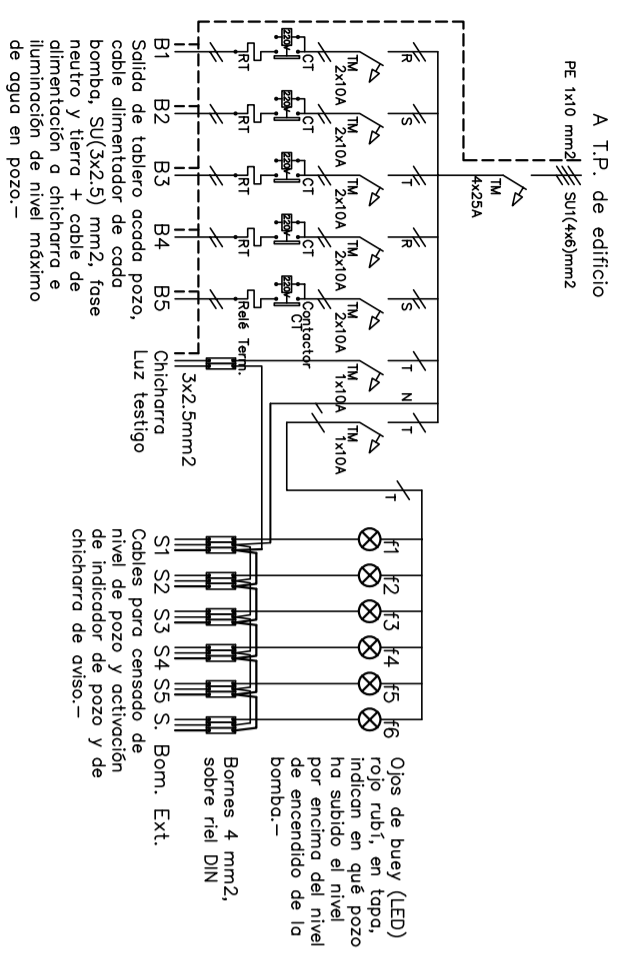 A T.P. de edificio
PE 1x10 mm2
SU1(4x6)mm2
TM
4x25A
R
S
T
R
S
T
N
T
T
TM
2x10A
TM
2x10A
TM
2x10A
TM
2x10A
TM
2x10A
TM
1x10A
TM
1x10A
CT
220V
CT
220V
CT
220V
CT
220V
Contactor
CT
220V
RT
RT
RT
RT
Relé Term.
B1
B2
B3
B4
B5
Chicharra
Luz testigo
3x2.5mm2
Salida de tablero acada pozo,
cable alimentador de cada
bomba, SU(3x2.5) mm2, fase
neutro y tierra + cable de
alimentación a chicharra e
iluminación de nivel máximo
de agua en pozo.-
f1
f2
f3
f4
f5
f6
Ojos de buey (LED)
rojo rubí, en tapa,
indican en qué pozo
ha subido el nivel
por encima del nivel
de encendido de la
bomba.-
Bornes 4 mm2,
sobre riel DIN
S1 S2 S3 S4 S5 S. Bom. Ext.
Cables para censado de
nivel de pozo y activación
de indicador de pozo y de
chicharra de aviso.-